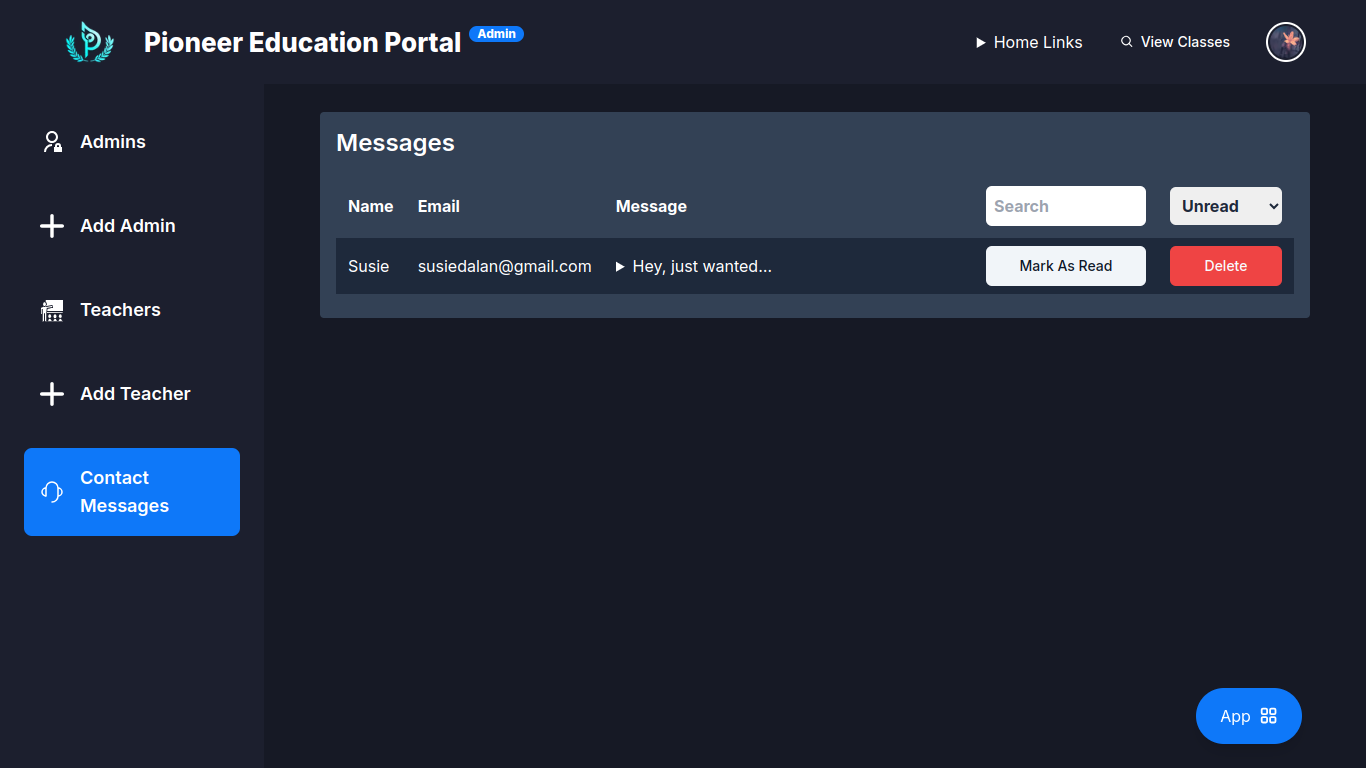 Pioneer Education Portal Admin
Home Links
View Classes
Admins
Add Admin
Teachers
Add Teacher
Contact
Messages
Messages
Name Email Message Search Unread
Susie susiedalan@gmail.com Hey, just wanted... Mark As Read Delete
App